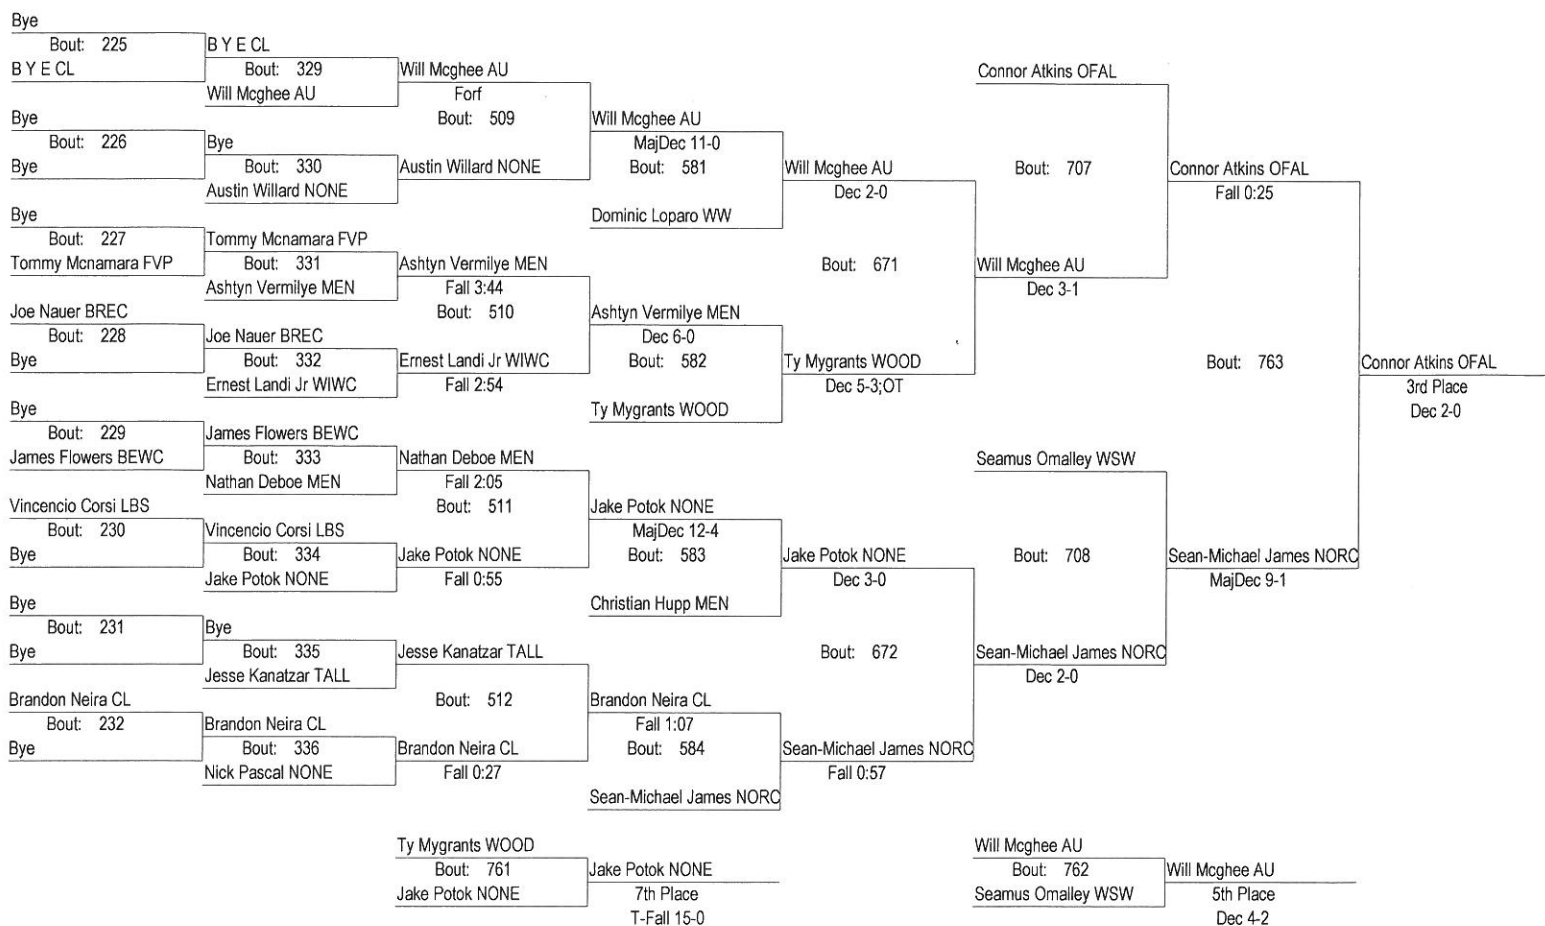 Bye
Bout: 225
B Y E CL
B Y E CL
Bout: 329
Will Mcghee AU
Will Mcghee AU
Forf
Bout: 509
Bye
Bout: 226
Bye
Bye
Bout: 330
Austin Willard NONE
Austin Willard NONE
Will Mcghee AU
MajDec 11-0
Bout: 581
Dominic Loparo WW
Will Mcghee AU
Dec 2-0
Bye
Bout: 227
Tommy Mcnamara FVP
Tommy Mcnamara FVP
Bout: 331
Ashtyn Vermilye MEN
Ashtyn Vermilye MEN
Fall 3:44
Bout: 510
Joe Nauer BREC
Bout: 228
Bye
Joe Nauer BREC
Bout: 332
Ernest Landi Jr WIWC
Ernest Landi Jr WIWC
Fall 2:54
Ashtyn Vermilye MEN
Dec 6-0
Bout: 582
Ty Mygrants WOOD
Ty Mygrants WOOD
Dec 5-3;OT
Bout: 671
Will Mcghee AU
Dec 3-1
Connor Atkins OFAL
Bout: 707
Connor Atkins OFAL
Fall 0:25
Bye
Bout: 229
James Flowers BEWC
James Flowers BEWC
Bout: 333
Nathan Deboe MEN
Nathan Deboe MEN
Fall 2:05
Bout: 511
Vincencio Corsi LBS
Bout: 230
Bye
Vincencio Corsi LBS
Bout: 334
Jake Potok NONE
Jake Potok NONE
Fall 0:55
Jake Potok NONE
MajDec 12-4
Bout: 583
Christian Hupp MEN
Jake Potok NONE
Dec 3-0
Bye
Bout: 231
Bye
Bye
Bout: 335
Jesse Kanatzar TALL
Jesse Kanatzar TALL
Bout: 512
Brandon Neira CL
Bout: 232
Bye
Brandon Neira CL
Bout: 336
Nick Pascal NONE
Brandon Neira CL
Fall 0:27
Brandon Neira CL
Fall 1:07
Bout: 584
Sean-Michael James NORC
Sean-Michael James NORC
Fall 0:57
Bout: 672
Sean-Michael James NORC
Dec 2-0
Seamus Omalley WSW
Bout: 708
Sean-Michael James NORC
MajDec 9-1
Bout: 763
Connor Atkins OFAL
3rd Place
Dec 2-0
Ty Mygrants WOOD
Bout: 761
Jake Potok NONE
Jake Potok NONE
7th Place
T-Fall 15-0
Will Mcghee AU
Bout: 762
Seamus Omalley WSW
Will Mcghee AU
5th Place
Dec 4-2